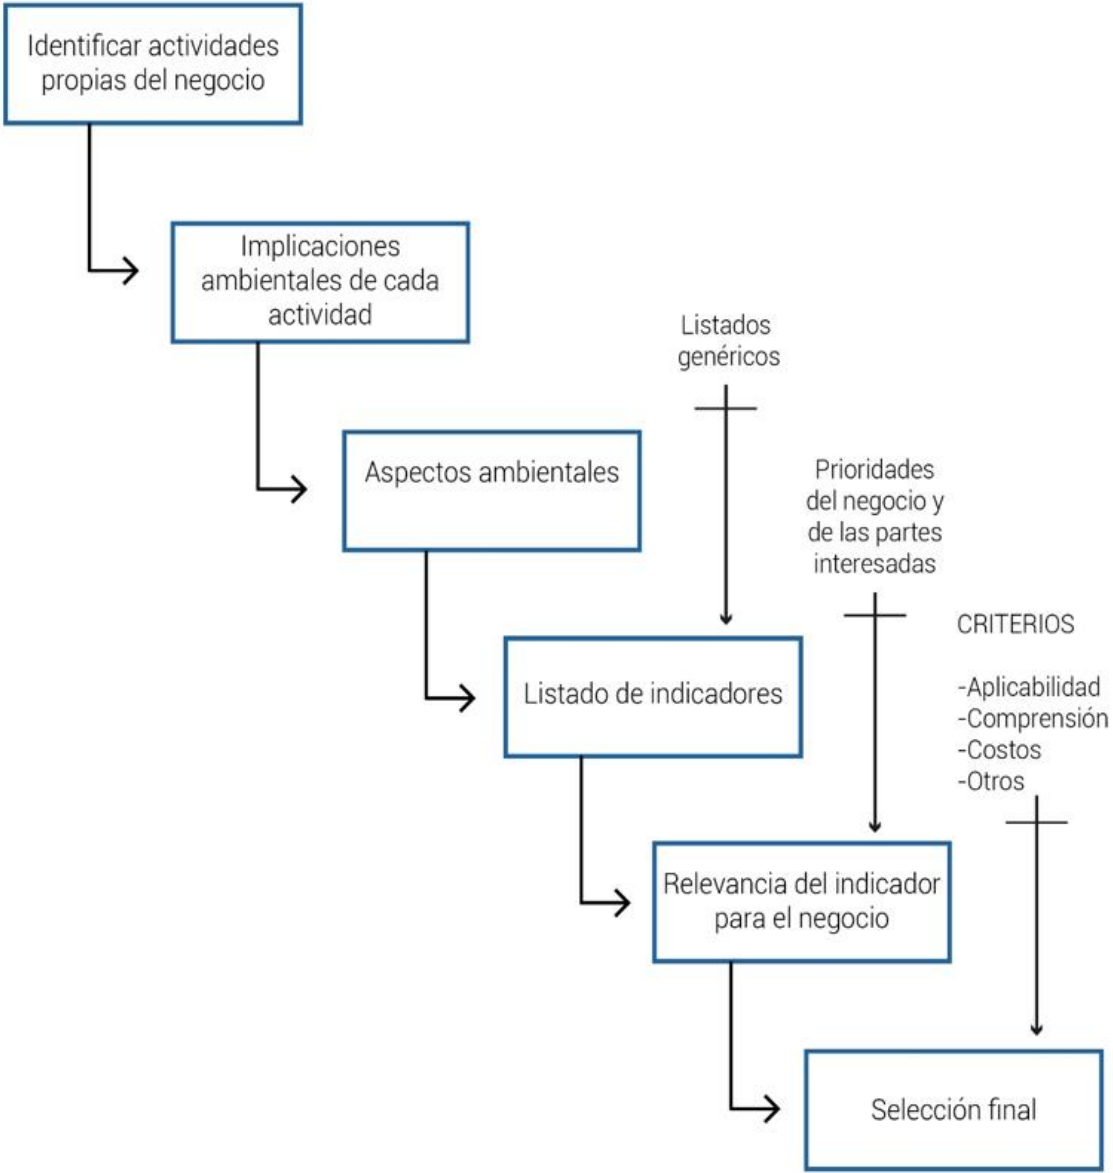 Identificar actividades
propias del negocio
Implicaciones
ambientales de cada
actividad
Listados
genéricos
Aspectos ambientales
Prioridades
del negocio y
de las partes
interesadas
CRITERIOS
-Aplicabilidad
-Comprensión
-Costos
-Otros
Listado de indicadores
Relevancia del indicador
para el negocio
Selección final